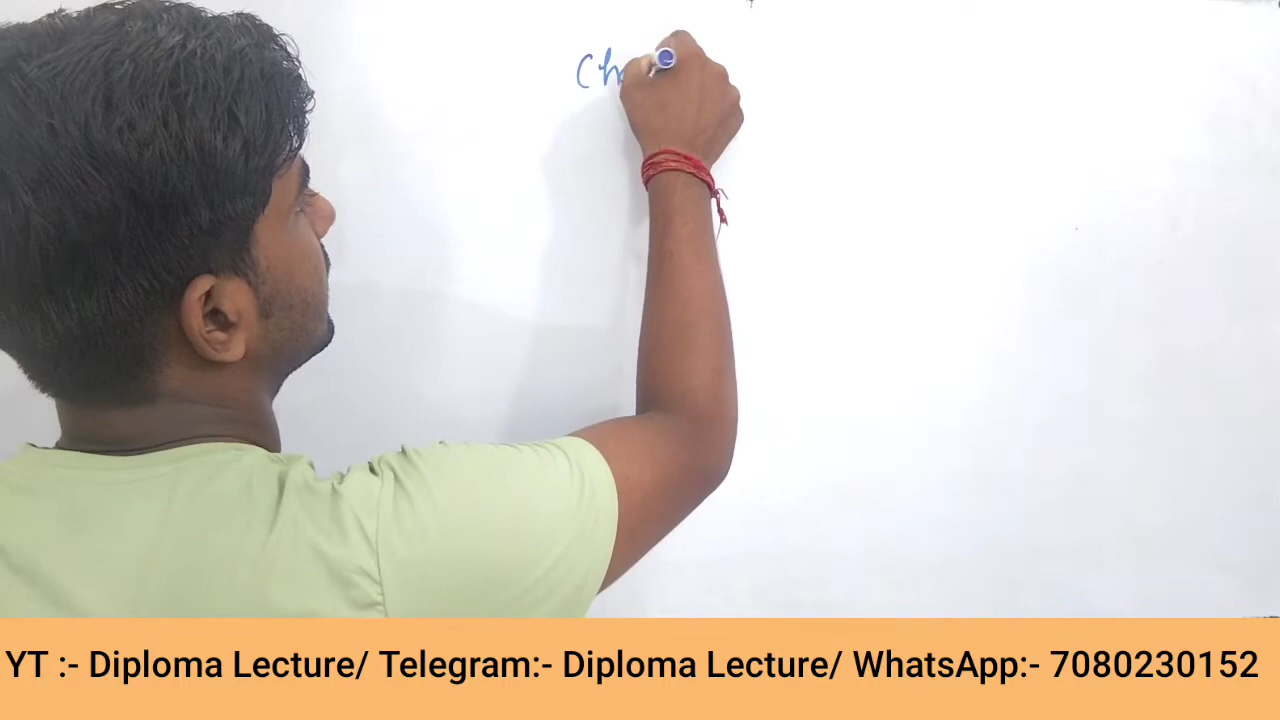 Ch
YT :- Diploma Lecture/ Telegram:- Diploma Lecture/ WhatsApp:- 7080230152